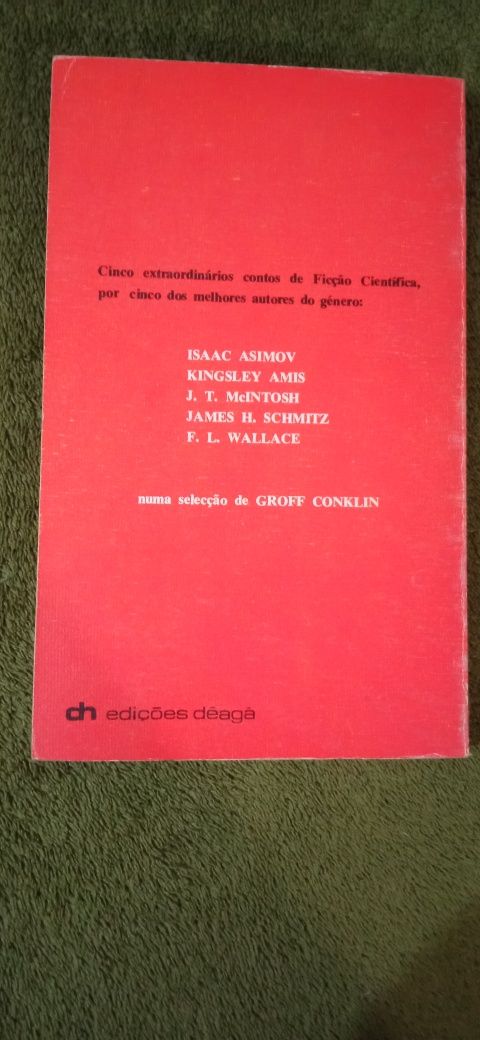 Cinco extraordinários contos de Ficção Científica,
por cinco dos melhores autores do género:
ISAAC ASIMOV
KINGSLEY AMIS
J. T. McINTOSH
JAMES H. SCHMITZ
F. L. WALLACE
numa selecção de GROFF CONKLIN
dh edições dêagâ